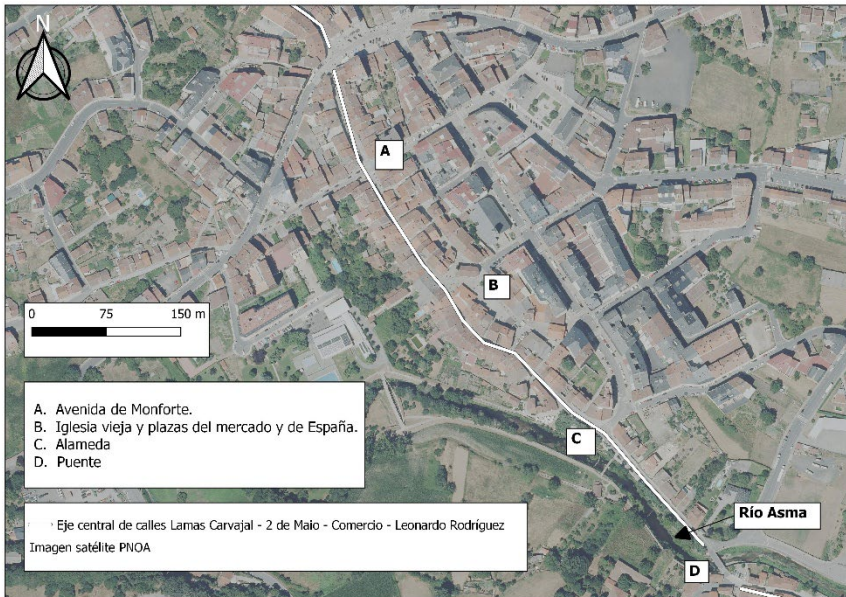 N
A
B
0 75 150 m
A. Avenida de Monforte.
B. Iglesia vieja y plazas del mercado y de España.
C. Alameda
D. Puente
C
Río Asma
Eje central de calles Lamas Carvajal - 2 de Maio - Comercio - Leonardo Rodríguez
Imagen satélite PNOA
D